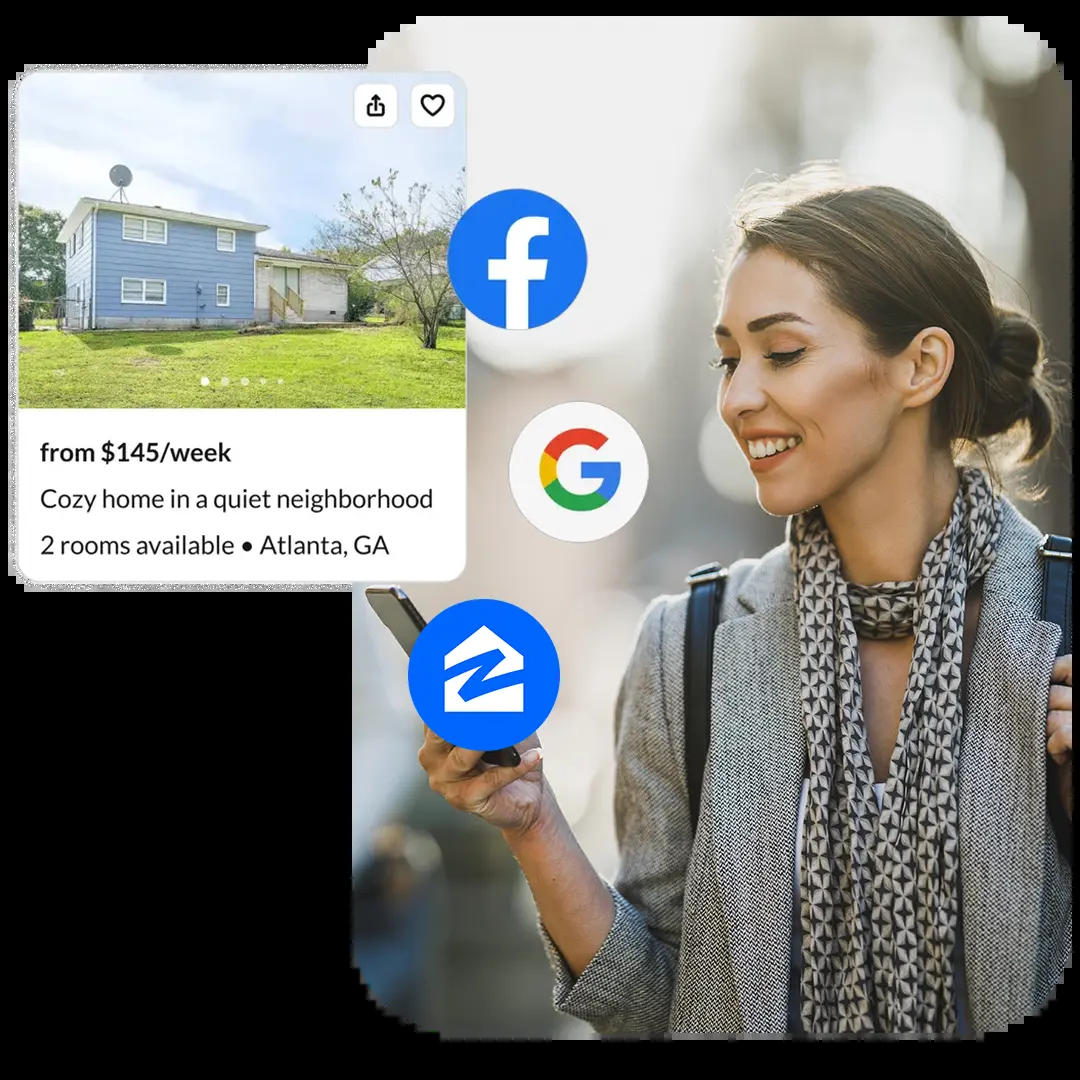 from $145/week
Cozy home in a quiet neighborhood
2 rooms available • Atlanta, GA